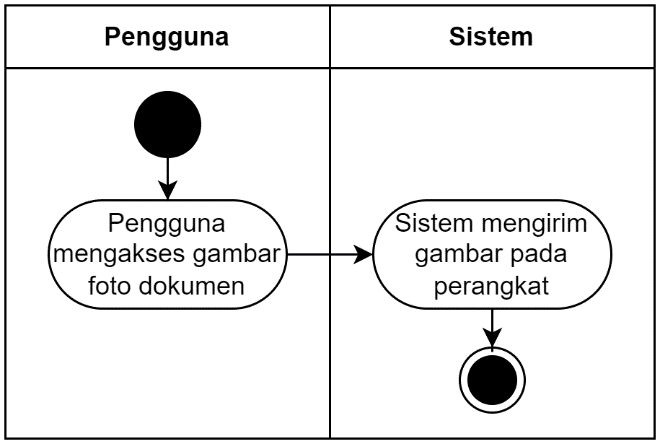 Pengguna
Sistem
Pengguna
mengakses gambar
foto dokumen
Sistem mengirim
gambar pada
perangkat